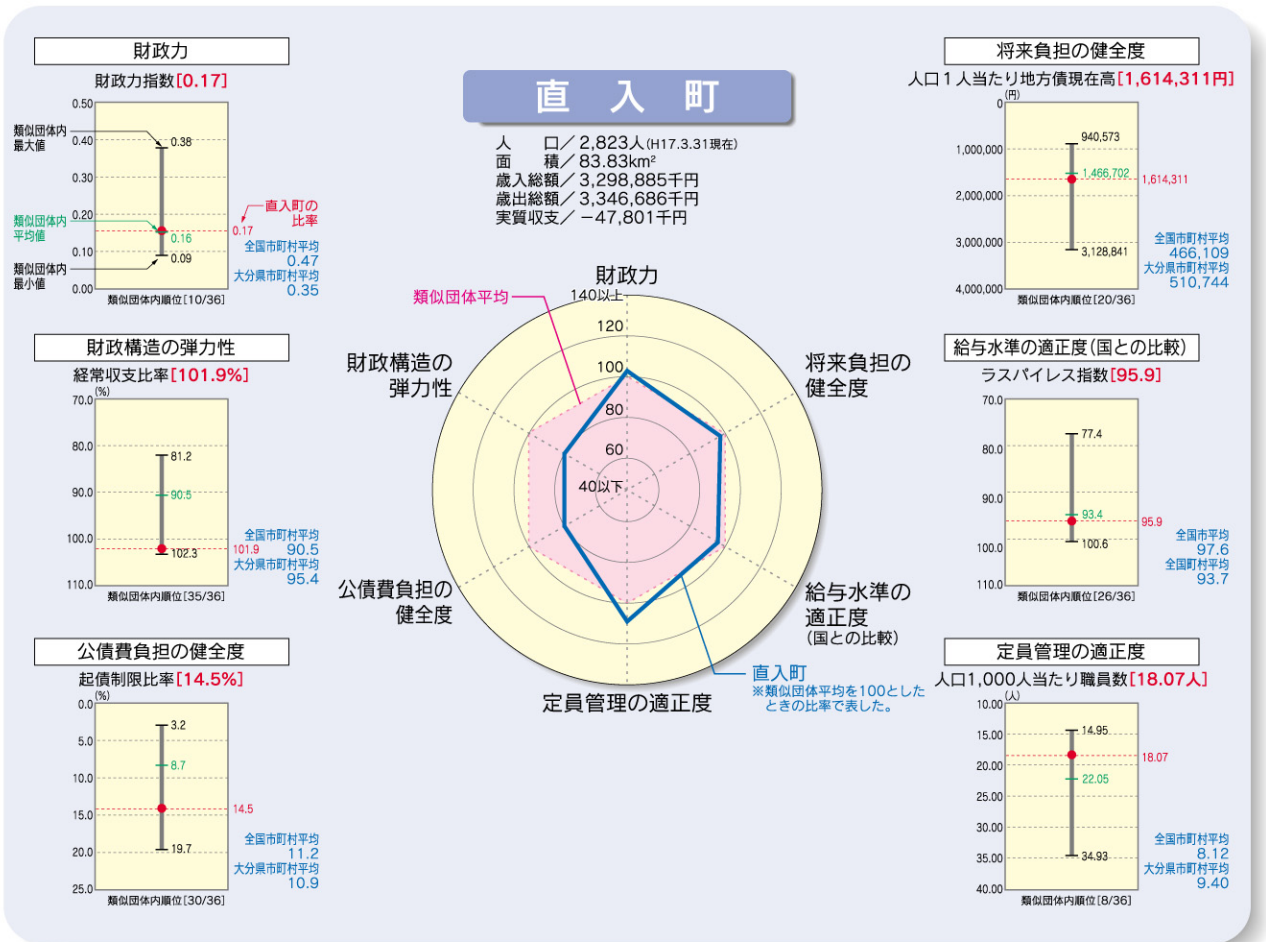 直入町
人口／2,823人(H17.3.31現在)
面積／83.83km²
歳入総額／3,298,885千円
歳出総額／3,346,686千円
実質収支／−47,801千円
財政力
財政力指数[0.17]
0.50
0.40
0.30
0.20
0.10
0.00
類似団体内
最大値
0.38
類似団体内
平均値
0.16
類似団体内
最小値
0.09
直入町の
比率
0.17
全国市町村平均
0.47
大分県市町村平均
0.35
類似団体内順位[10/36]
財政構造の弾力性
経常収支比率[101.9%]
(%)
70.0
80.0
90.0
100.0
110.0
81.2
90.5
102.3
101.9
全国市町村平均
90.5
大分県市町村平均
95.4
類似団体内順位[35/36]
公債費負担の健全度
起債制限比率[14.5%]
(%)
0.0
5.0
10.0
15.0
20.0
25.0
3.2
8.7
19.7
14.5
全国市町村平均
11.2
大分県市町村平均
10.9
類似団体内順位[30/36]
財政力
類似団体平均
140以上
120
100
80
60
40以下
財政構造の
弾力性
将来負担の
健全度
公債費負担の
健全度
給与水準の
適正度
(国との比較)
定員管理の適正度
直入町
※類似団体平均を100とした
ときの比率で表した。
将来負担の健全度
人口1人当たり地方債現在高[1,614,311円]
(円)
0
1,000,000
2,000,000
3,000,000
4,000,000
940,573
1,466,702
3,128,841
1,614,311
全国市町村平均
466,109
大分県市町村平均
510,744
類似団体内順位[20/36]
給与水準の適正度(国との比較)
ラスパイレス指数[95.9]
70.0
80.0
90.0
100.0
110.0
77.4
93.4
100.6
95.9
全国市平均
97.6
全国町村平均
93.7
類似団体内順位[26/36]
定員管理の適正度
人口1,000人当たり職員数[18.07人]
(人)
10.00
15.00
20.00
25.00
30.00
35.00
40.00
14.95
22.05
34.93
18.07
全国市町村平均
8.12
大分県市町村平均
9.40
類似団体内順位[8/36]